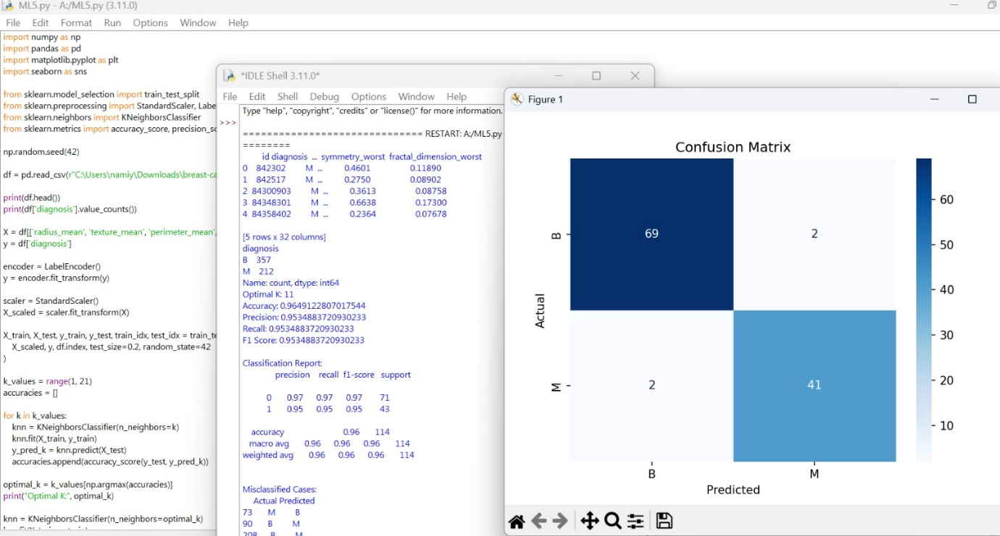 ML5.py - A:/ML5.py (3.11.0)
File Edit Format Run Options Window Help
import numpy as np
import pandas as pd
import matplotlib.pyplot as plt
import seaborn as sns
from sklearn.model_selection import train_test_split
from sklearn.preprocessing import StandardScaler, Labe
from sklearn.neighbors import KNeighborsClassifier
from sklearn.metrics import accuracy_score, precision_sc
np.random.seed(42)
df = pd.read_csv(r"C:\Users\namiy\Downloads\breast-ca
print(df.head())
print(df['diagnosis'].value_counts())
X = df[['radius_mean', 'texture_mean', 'perimeter_mean',
y = df['diagnosis']
encoder = LabelEncoder()
y = encoder.fit_transform(y)
scaler = StandardScaler()
X_scaled = scaler.fit_transform(X)
X_train, X_test, y_train, y_test, train_idx, test_idx = train_te
X_scaled, y, df.index, test_size=0.2, random_state=42
)
k_values = range(1, 21)
accuracies = []
for k in k_values:
knn = KNeighborsClassifier(n_neighbors=k)
knn.fit(X_train, y_train)
y_pred_k = knn.predict(X_test)
accuracies.append(accuracy_score(y_test, y_pred_k))
optimal_k = k_values[np.argmax(accuracies)]
print("Optimal K:", optimal_k)
knn = KNeighborsClassifier(n_neighbors=optimal_k)
*IDLE Shell 3.11.0*
File Edit Shell Debug Options Window Help
Type "help", "copyright", "credits" or "license()" for more information.
>>>
============================== RESTART: A:/ML5.py
========
id diagnosis ... symmetry_worst fractal_dimension_worst
0 842302 M ... 0.4601 0.11890
1 842517 M ... 0.2750 0.08902
2 84300903 M ... 0.3613 0.08758
3 84348301 M ... 0.6638 0.17300
4 84358402 M ... 0.2364 0.07678
[5 rows x 32 columns]
diagnosis
B 357
M 212
Name: count, dtype: int64
Optimal K: 11
Accuracy: 0.9649122807017544
Precision: 0.9534883720930233
Recall: 0.9534883720930233
F1 Score: 0.9534883720930233
Classification Report:
precision recall f1-score support
0 0.97 0.97 0.97 71
1 0.95 0.95 0.95 43
accuracy 0.96 114
macro avg 0.96 0.96 0.96 114
weighted avg 0.96 0.96 0.96 114
Misclassified Cases:
Actual Predicted
73 M B
90 B M
208 B M
Figure 1
Confusion Matrix
Actual
B
69 2
M
2 41
B M
Predicted
60
50
40
30
20
10